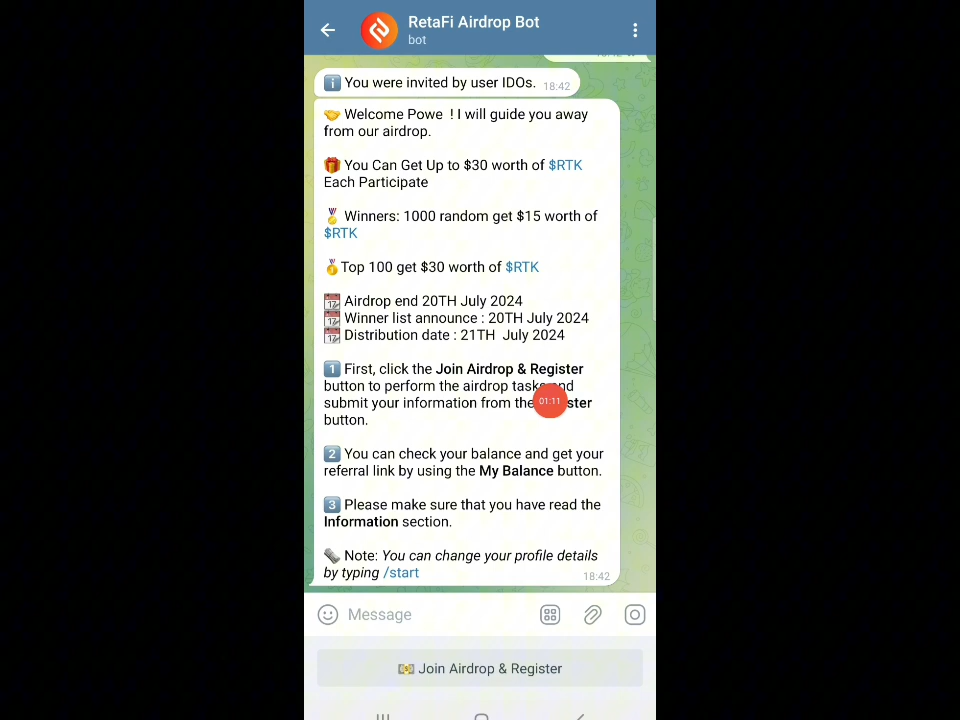 RetaFi Airdrop Bot
bot
You were invited by user IDOs. 18:42
Welcome Powe ! I will guide you away
from our airdrop.
You Can Get Up to $30 worth of $RTK
Each Participate
Winners: 1000 random get $15 worth of
$RTK
Top 100 get $30 worth of $RTK
Airdrop end 20TH July 2024
Winner list announce : 20TH July 2024
Distribution date : 21TH July 2024
1 First, click the Join Airdrop & Register
button to perform the airdrop tasks and
submit your information from the
button.
01:11
2 You can check your balance and get your
referral link by using the My Balance button.
3 Please make sure that you have read the
Information section.
Note: You can change your profile details
by typing /start
18:42
Message
Join Airdrop & Register